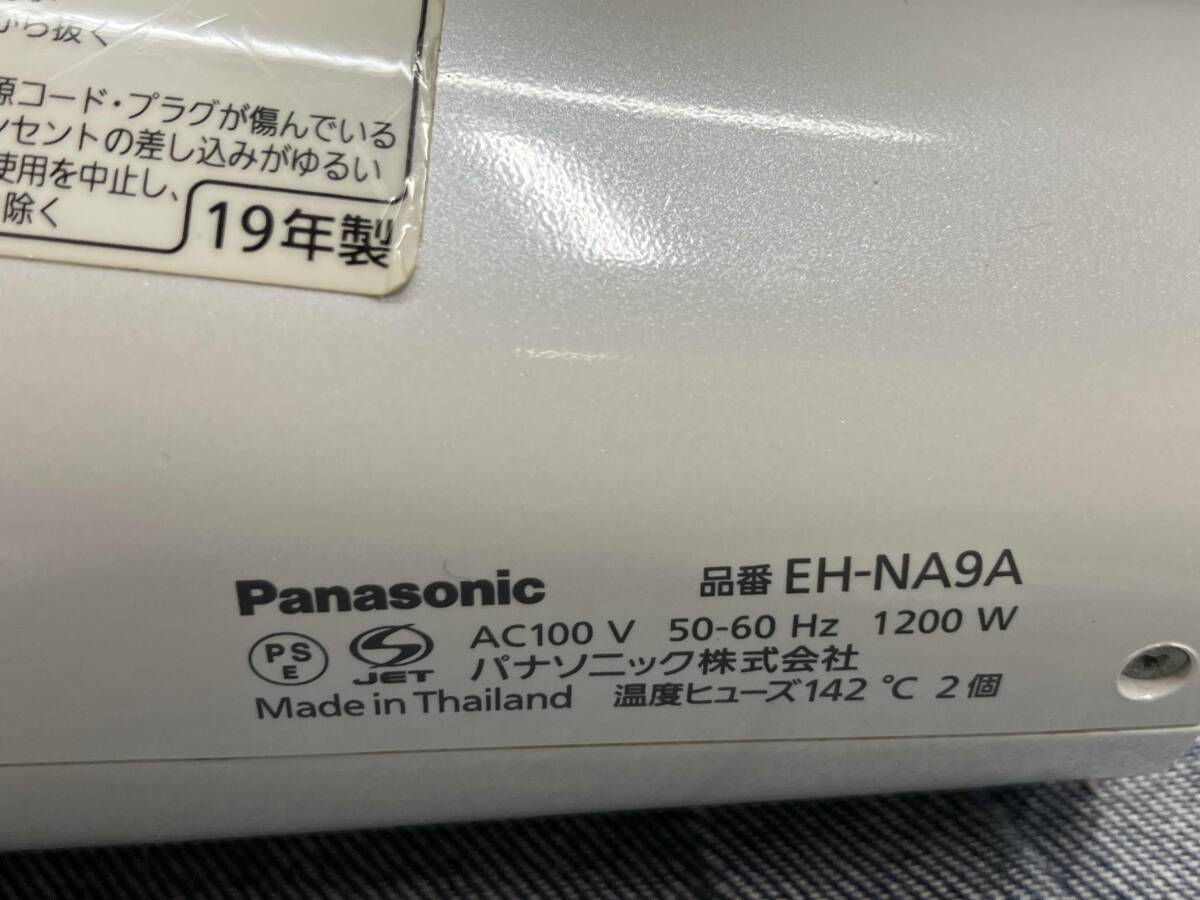 から抜く
源コード・プラグが傷んでいる
ンセントの差し込みがゆるい
使用を中止し、
除く
19年製
Panasonic 品番 EH-NA9A
PS E JET AC100 V 50-60 Hz 1200 W
パナソニック株式会社
Made in Thailand 温度ヒューズ142 ℃ 2個